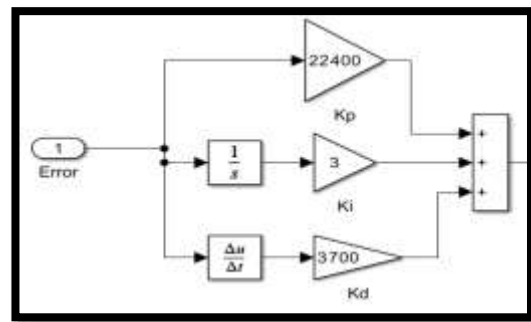 22400
Kp
1
Error
1
s
3
Ki
Δu
Δt
3700
Kd
+
+
+